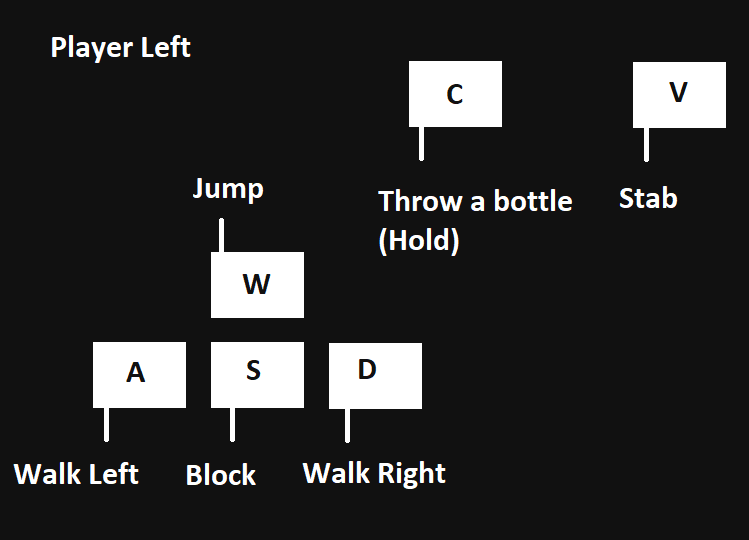 Player Left
C
V
Jump
Throw a bottle
(Hold)
Stab
W
A
S
D
Walk Left
Block
Walk Right